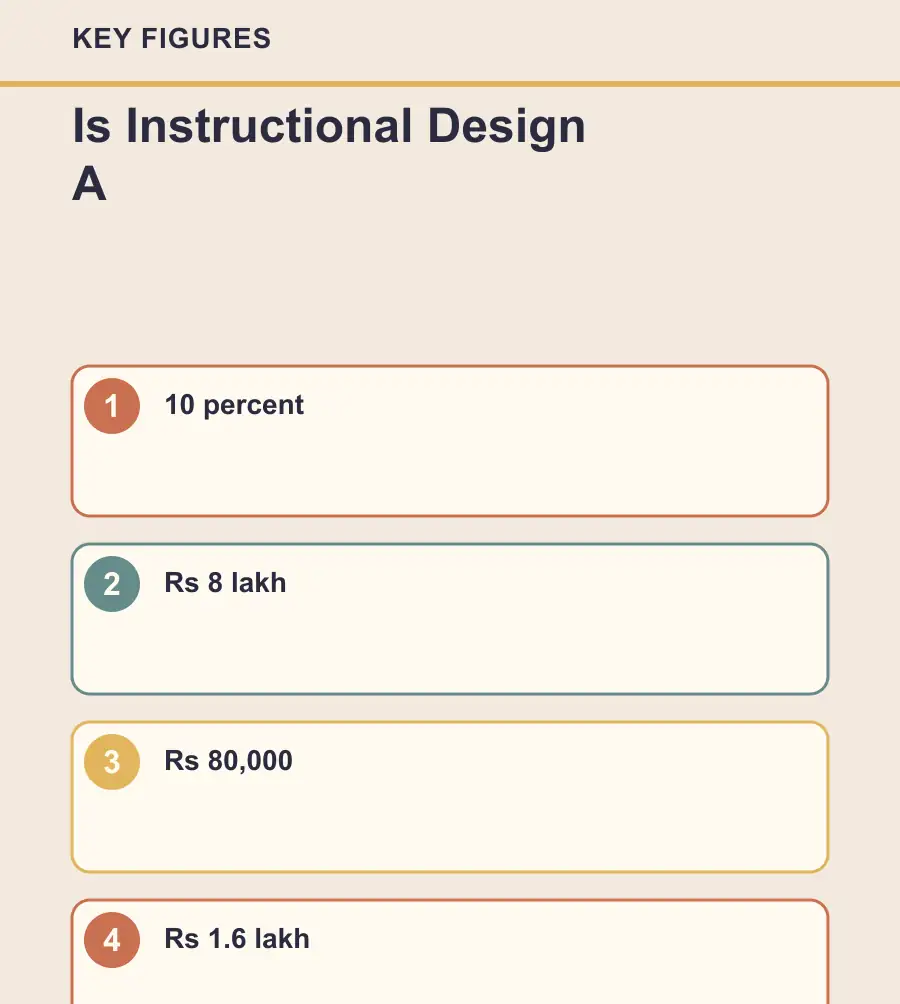 KEY FIGURES
Is Instructional Design
A
1
10 percent
2
Rs 8 lakh
3
Rs 80,000
4
Rs 1.6 lakh